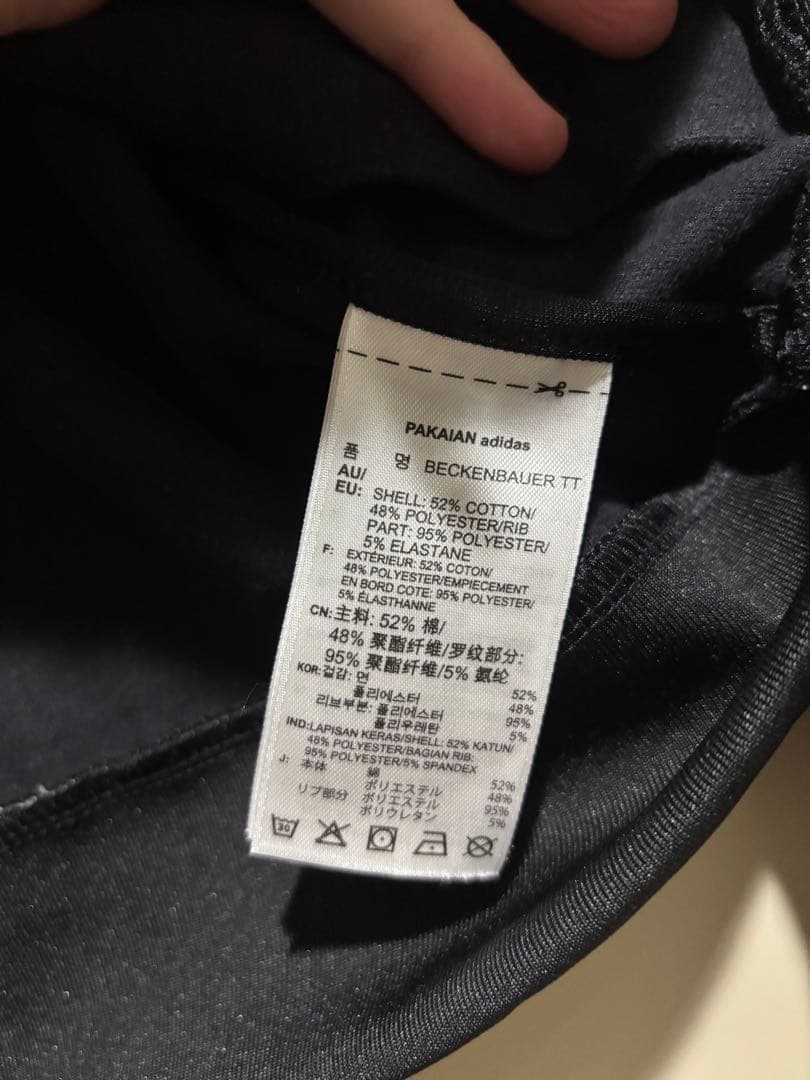 PAKAIAN adidas
품 명 BECKENBAUER TT
AU/
EU: SHELL: 52% COTTON/
48% POLYESTER/RIB
PART: 95% POLYESTER/
5% ELASTANE
F: EXTÉRIEUR: 52% COTON/
48% POLYESTER/EMPIECEMENT
EN BORD COTE: 95% POLYESTER/
5% ÉLASTHANNE
CN: 主料: 52% 棉/
48% 聚酯纤维/罗纹部分:
95% 聚酯纤维/5% 氨纶
KOR: 겉감: 면 52%
폴리에스터 48%
리브부분: 폴리에스터 95%
폴리우레탄 5%
IND: LAPISAN KERAS/SHELL: 52% KATUN/
48% POLYESTER/BAGIAN RIB:
95% POLYESTER/5% SPANDEX
J: 本体 綿 52%
ポリエステル 48%
リブ部分 ポリエステル 95%
ポリウレタン 5%
30